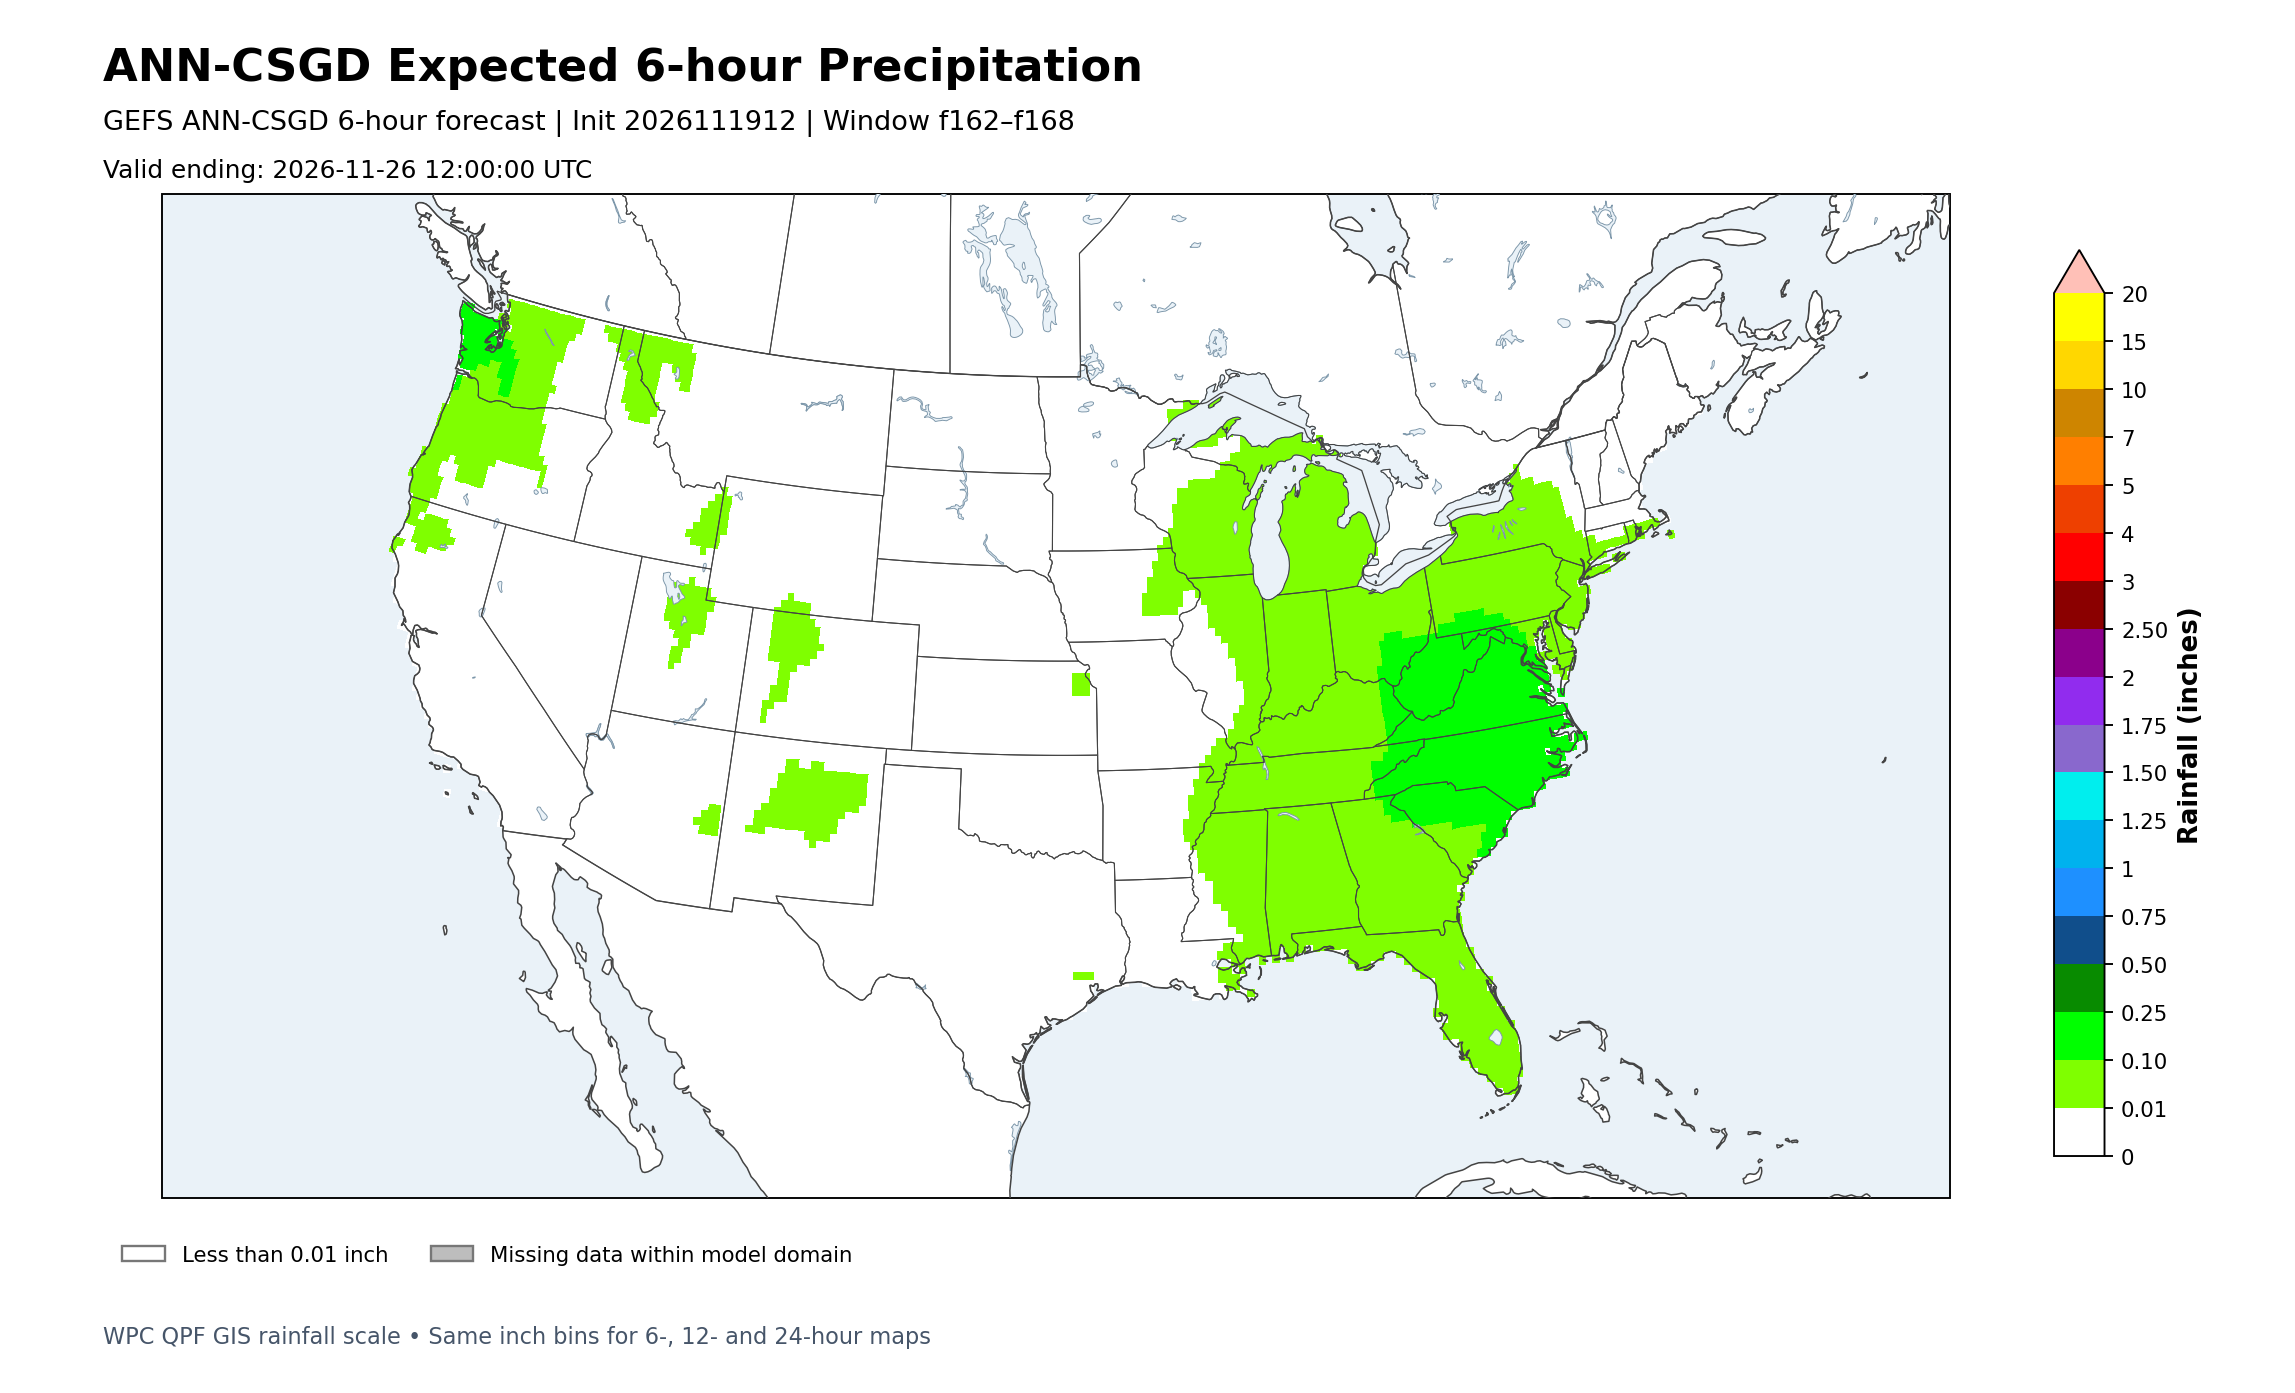 ANN-CSGD Expected 6-hour Precipitation
GEFS ANN-CSGD 6-hour forecast | Init 2026111912 | Window f162–f168
Valid ending: 2026-11-26 12:00:00 UTC
20
15
10
7
5
4
3
2.50
2
1.75
1.50
1.25
1
0.75
0.50
0.25
0.10
0.01
0
Rainfall (inches)
Less than 0.01 inch
Missing data within model domain
WPC QPF GIS rainfall scale • Same inch bins for 6-, 12- and 24-hour maps